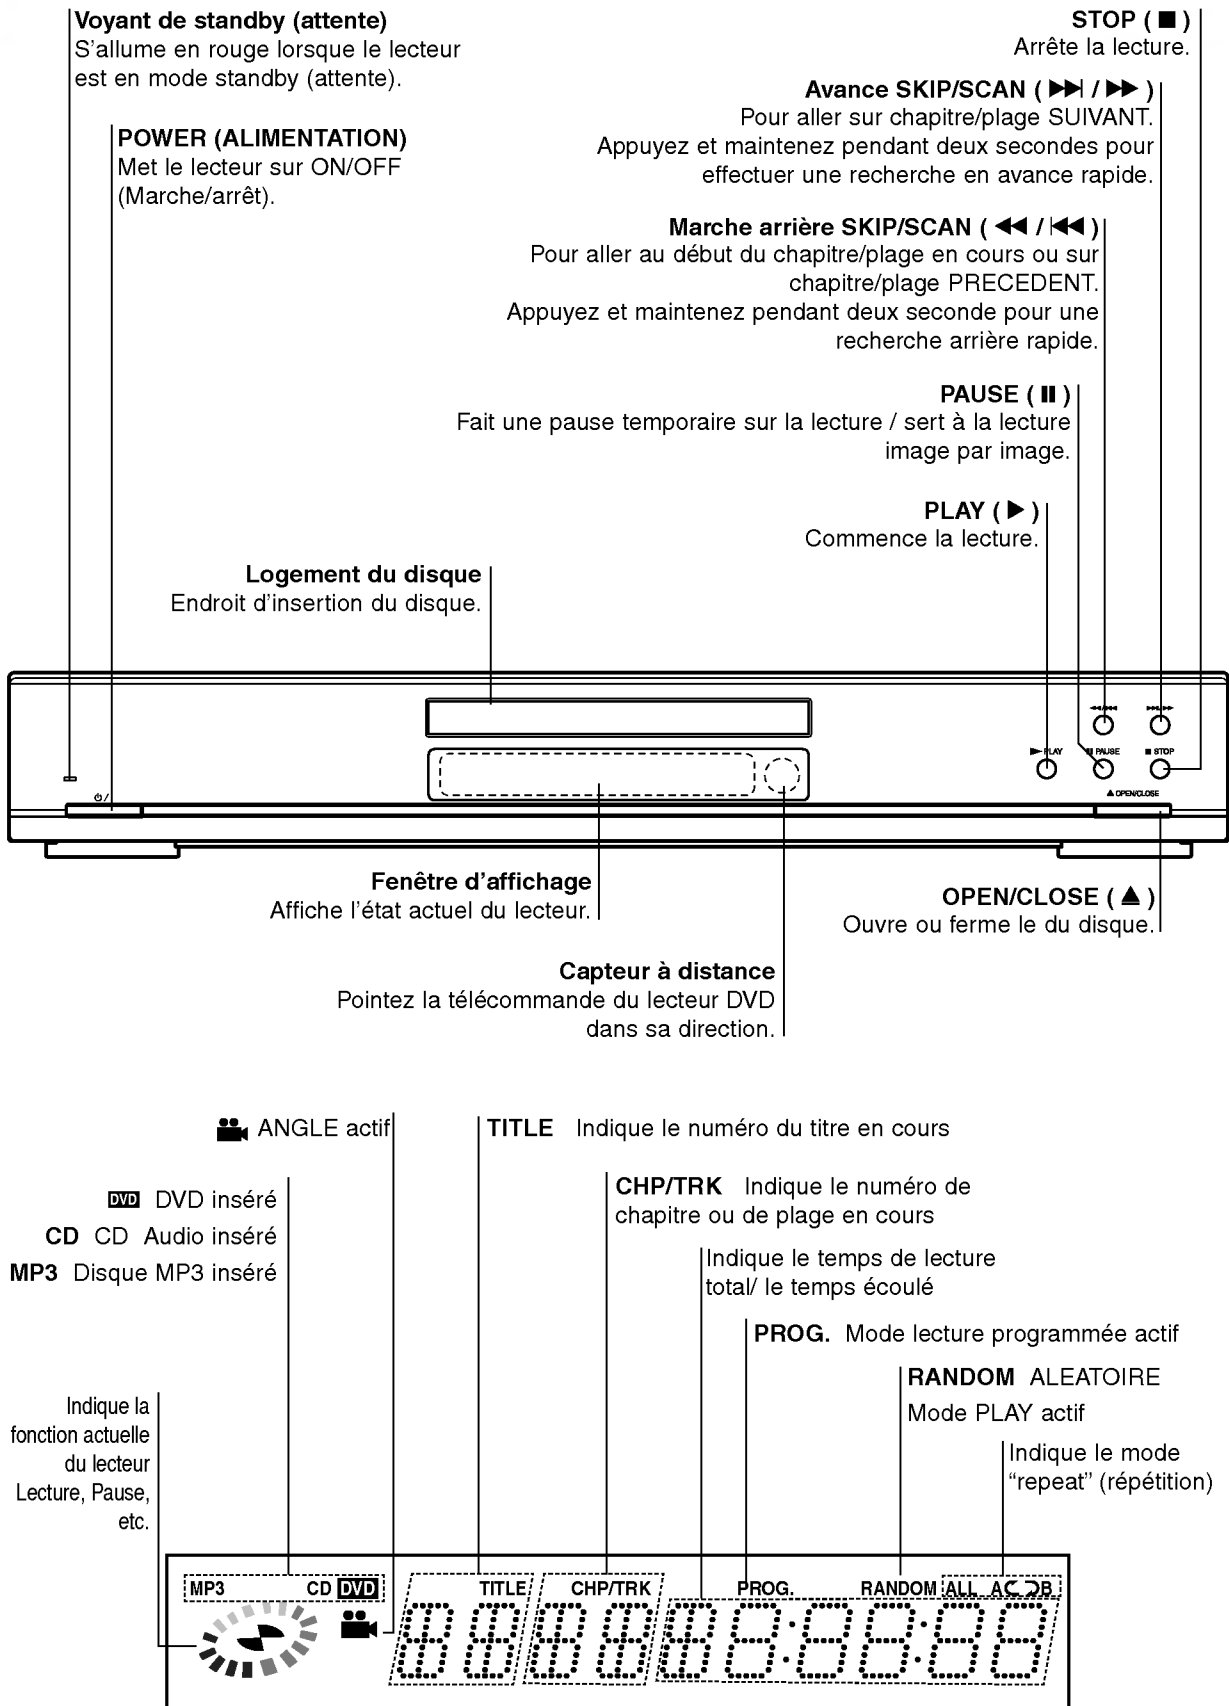 Voyant de standby (attente)
S'allume en rouge lorsque le lecteur
est en mode standby (attente).
POWER (ALIMENTATION)
Met le lecteur sur ON/OFF
(Marche/arrêt).
STOP ( ■ )
Arrête la lecture.
Avance SKIP/SCAN ( ▶▶| / ▶▶ )
Pour aller sur chapitre/plage SUIVANT.
Appuyez et maintenez pendant deux secondes pour
effectuer une recherche en avance rapide.
Marche arrière SKIP/SCAN ( ◀◀ / |◀◀ )
Pour aller au début du chapitre/plage en cours ou sur
chapitre/plage PRECEDENT.
Appuyez et maintenez pendant deux seconde pour une
recherche arrière rapide.
PAUSE ( ❚❚ )
Fait une pause temporaire sur la lecture / sert à la lecture
image par image.
PLAY ( ▶ )
Commence la lecture.
Logement du disque
Endroit d'insertion du disque.
◀◀/|◀◀ ▶▶|/▶▶
▶ PLAY ❚❚ PAUSE ■ STOP
⏻/
▲ OPEN/CLOSE
Fenêtre d'affichage
Affiche l'état actuel du lecteur.
OPEN/CLOSE ( ▲ )
Ouvre ou ferme le du disque.
Capteur à distance
Pointez la télécommande du lecteur DVD
dans sa direction.
ANGLE actif
TITLE Indique le numéro du titre en cours
DVD DVD inséré
CD CD Audio inséré
MP3 Disque MP3 inséré
CHP/TRK Indique le numéro de
chapitre ou de plage en cours
Indique le temps de lecture
total/ le temps écoulé
PROG. Mode lecture programmée actif
RANDOM ALEATOIRE
Mode PLAY actif
Indique le mode
“repeat” (répétition)
Indique la
fonction actuelle
du lecteur
Lecture, Pause,
etc.
MP3 CD DVD TITLE CHP/TRK PROG. RANDOM ALL A B